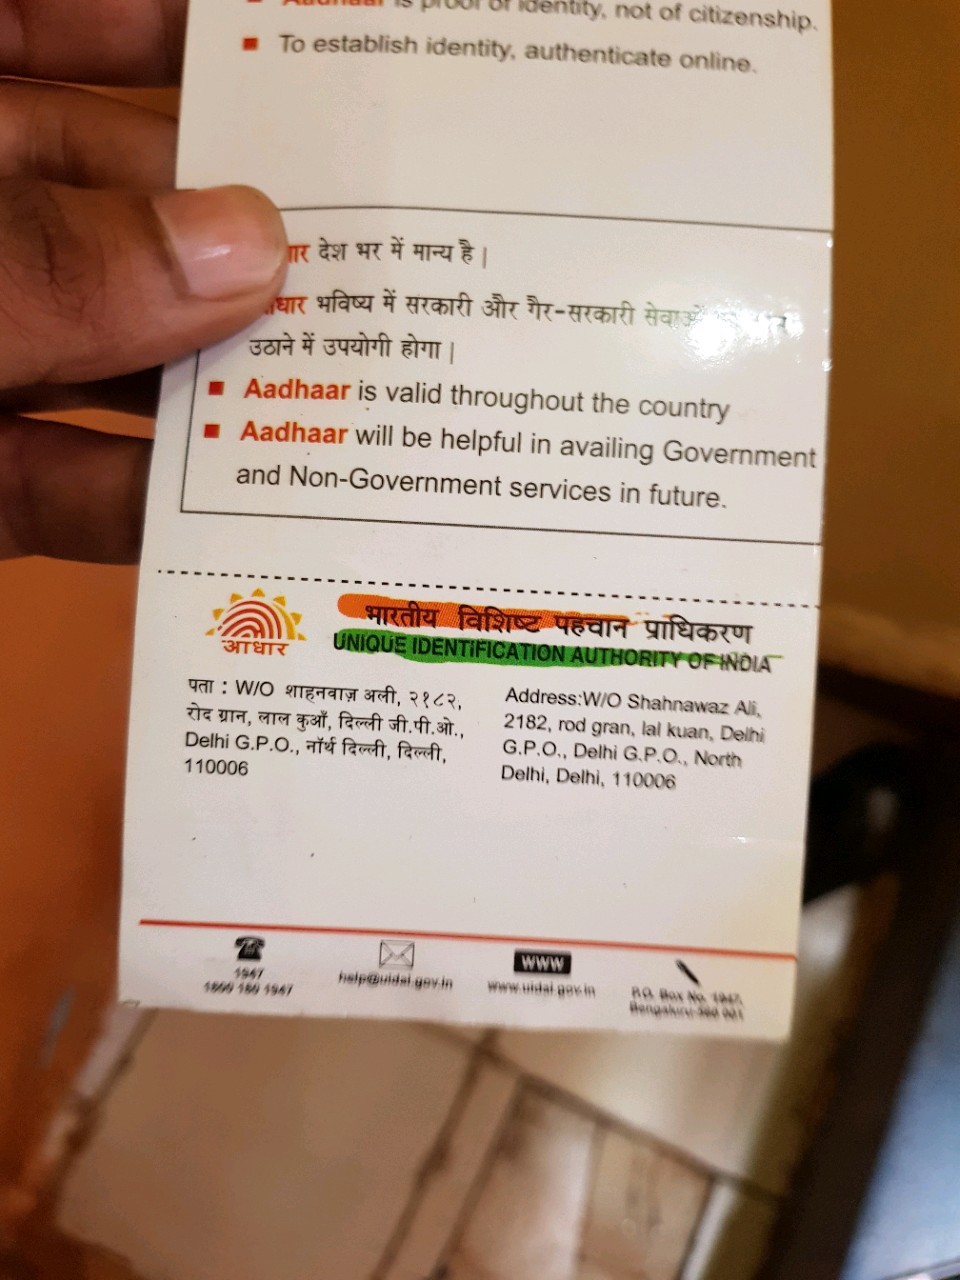 Aadhaar is proof of identity, not of citizenship.
■ To establish identity, authenticate online.
देश भर में मान्य है |
भविष्य में सरकारी और गैर-सरकारी
उठाने में उपयोगी होगा |
■ Aadhaar is valid throughout the country
■ Aadhaar will be helpful in availing Government
and Non-Government services in future.
आधार
भारतीय विशिष्ट पहचान प्राधिकरण
UNIQUE IDENTIFICATION AUTHORITY OF INDIA
पता : W/O शाहनवाज़ अली, २१८२,
रोद ग्रान, लाल कुआँ, दिल्ली जी.पी.ओ.,
Delhi G.P.O., नॉर्थ दिल्ली, दिल्ली,
110006
Address:W/O Shahnawaz Ali,
2182, rod gran, lal kuan, Delhi
G.P.O., Delhi G.P.O., North
Delhi, Delhi, 110006
1947
1800 180 1947
help@uidai.gov.in
WWW
www.uidai.gov.in
P.O. Box No. 1947,
Bengaluru-560 001